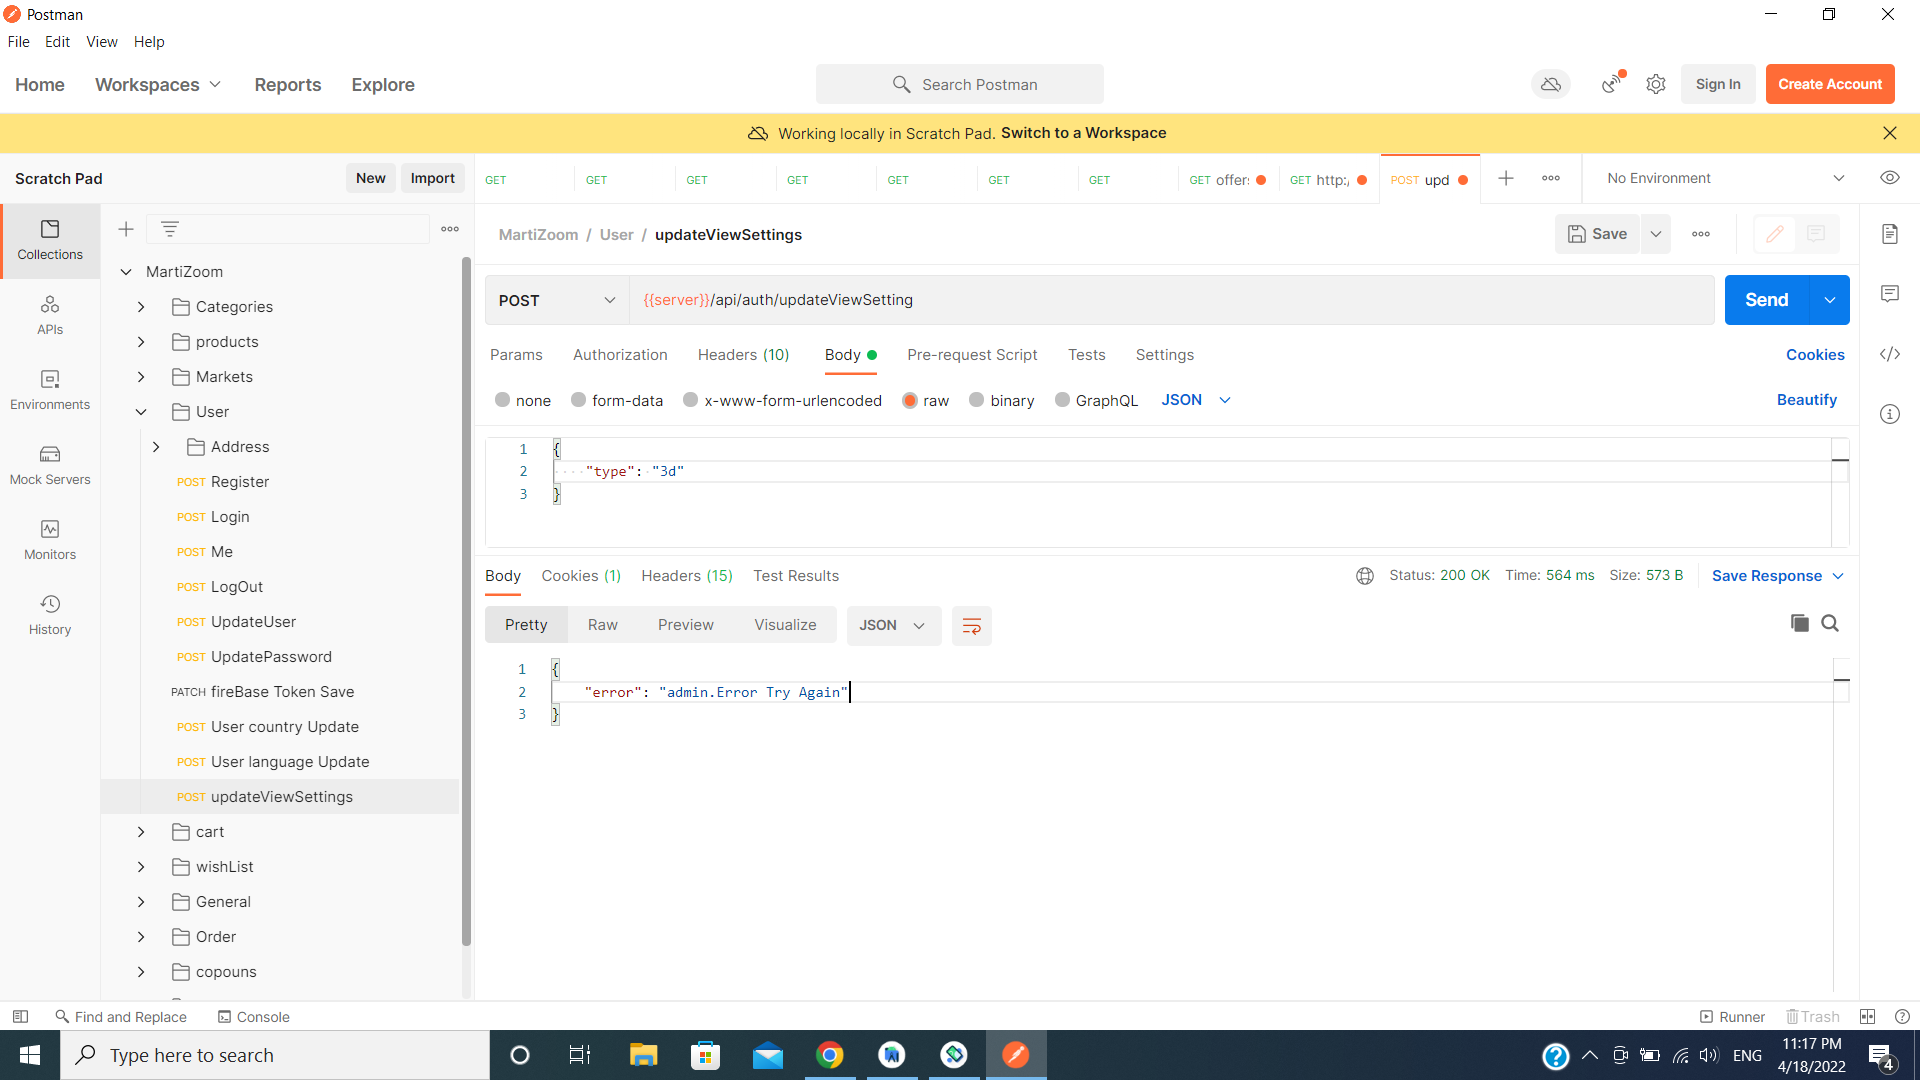 Postman
File Edit View Help
Home Workspaces Reports Explore
Search Postman
Sign In Create Account
Working locally in Scratch Pad. Switch to a Workspace
Scratch Pad New Import
GET GET GET GET GET GET GET GET offer: GET http:/ POST upd No Environment
Collections
APIs
Environments
Mock Servers
Monitors
History
MartiZoom
Categories
products
Markets
User
Address
POST Register
POST Login
POST Me
POST LogOut
POST UpdateUser
POST UpdatePassword
PATCH fireBase Token Save
POST User country Update
POST User language Update
POST updateViewSettings
cart
wishList
General
Order
copouns
MartiZoom / User / updateViewSettings Save
POST {{server}}/api/auth/updateViewSetting Send
Params Authorization Headers (10) Body Pre-request Script Tests Settings Cookies
none form-data x-www-form-urlencoded raw binary GraphQL JSON Beautify
1 {
2 "type": "3d"
3 }
Body Cookies (1) Headers (15) Test Results Status: 200 OK Time: 564 ms Size: 573 B Save Response
Pretty Raw Preview Visualize JSON
1 {
2 "error": "admin.Error Try Again"
3 }
Find and Replace Console Runner Trash
Type here to search
ENG
11:17 PM
4/18/2022
4